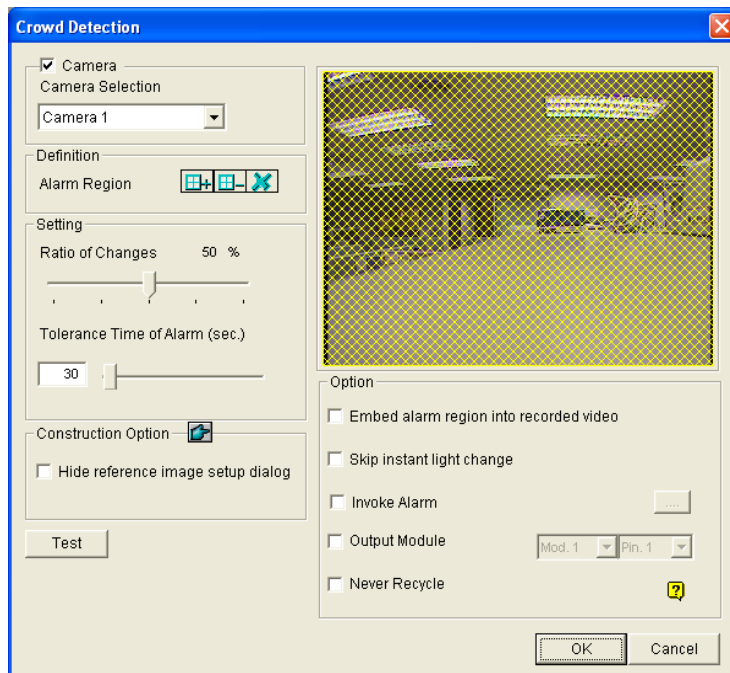 Crowd Detection
Camera
Camera Selection
Camera 1
Definition
Alarm Region
Setting
Ratio of Changes 50 %
Tolerance Time of Alarm (sec.)
30
Construction Option
Hide reference image setup dialog
Test
Option
Embed alarm region into recorded video
Skip instant light change
Invoke Alarm ....
Output Module Mod. 1 Pin. 1
Never Recycle ?
OK Cancel